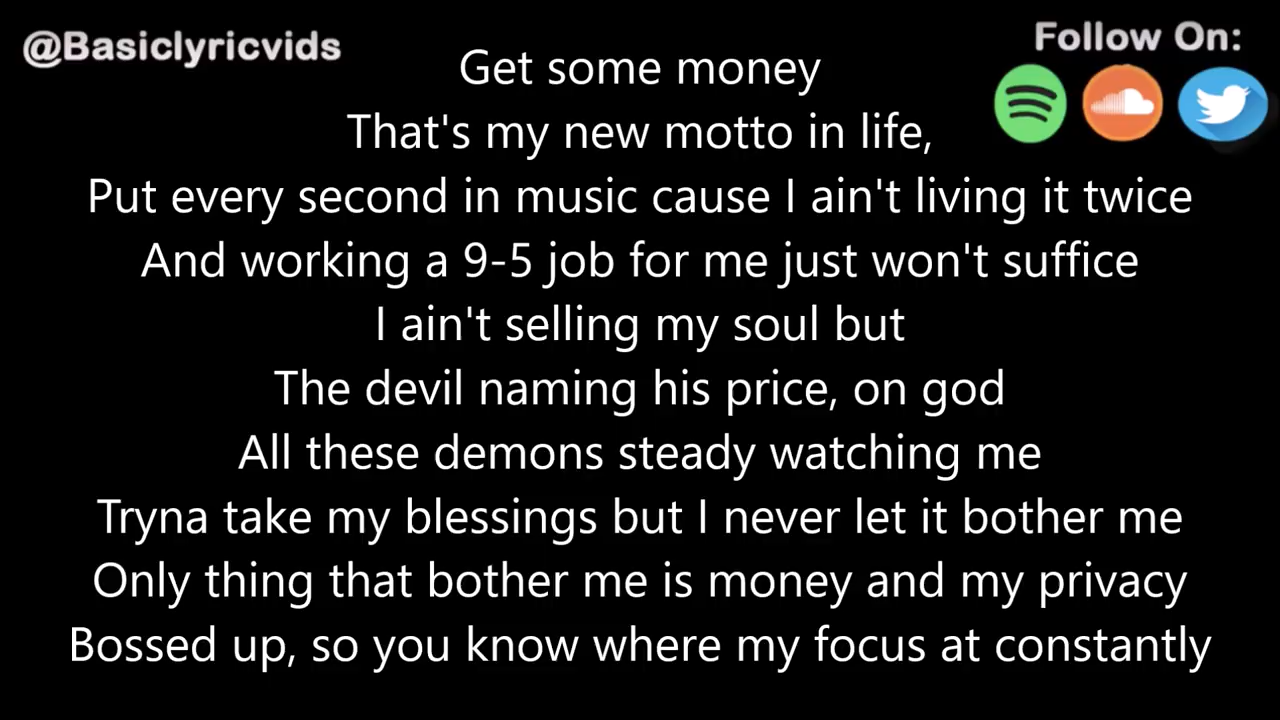 @Basiclyricvids
Follow On:
Get some money
That's my new motto in life,
Put every second in music cause I ain't living it twice
And working a 9-5 job for me just won't suffice
I ain't selling my soul but
The devil naming his price, on god
All these demons steady watching me
Tryna take my blessings but I never let it bother me
Only thing that bother me is money and my privacy
Bossed up, so you know where my focus at constantly